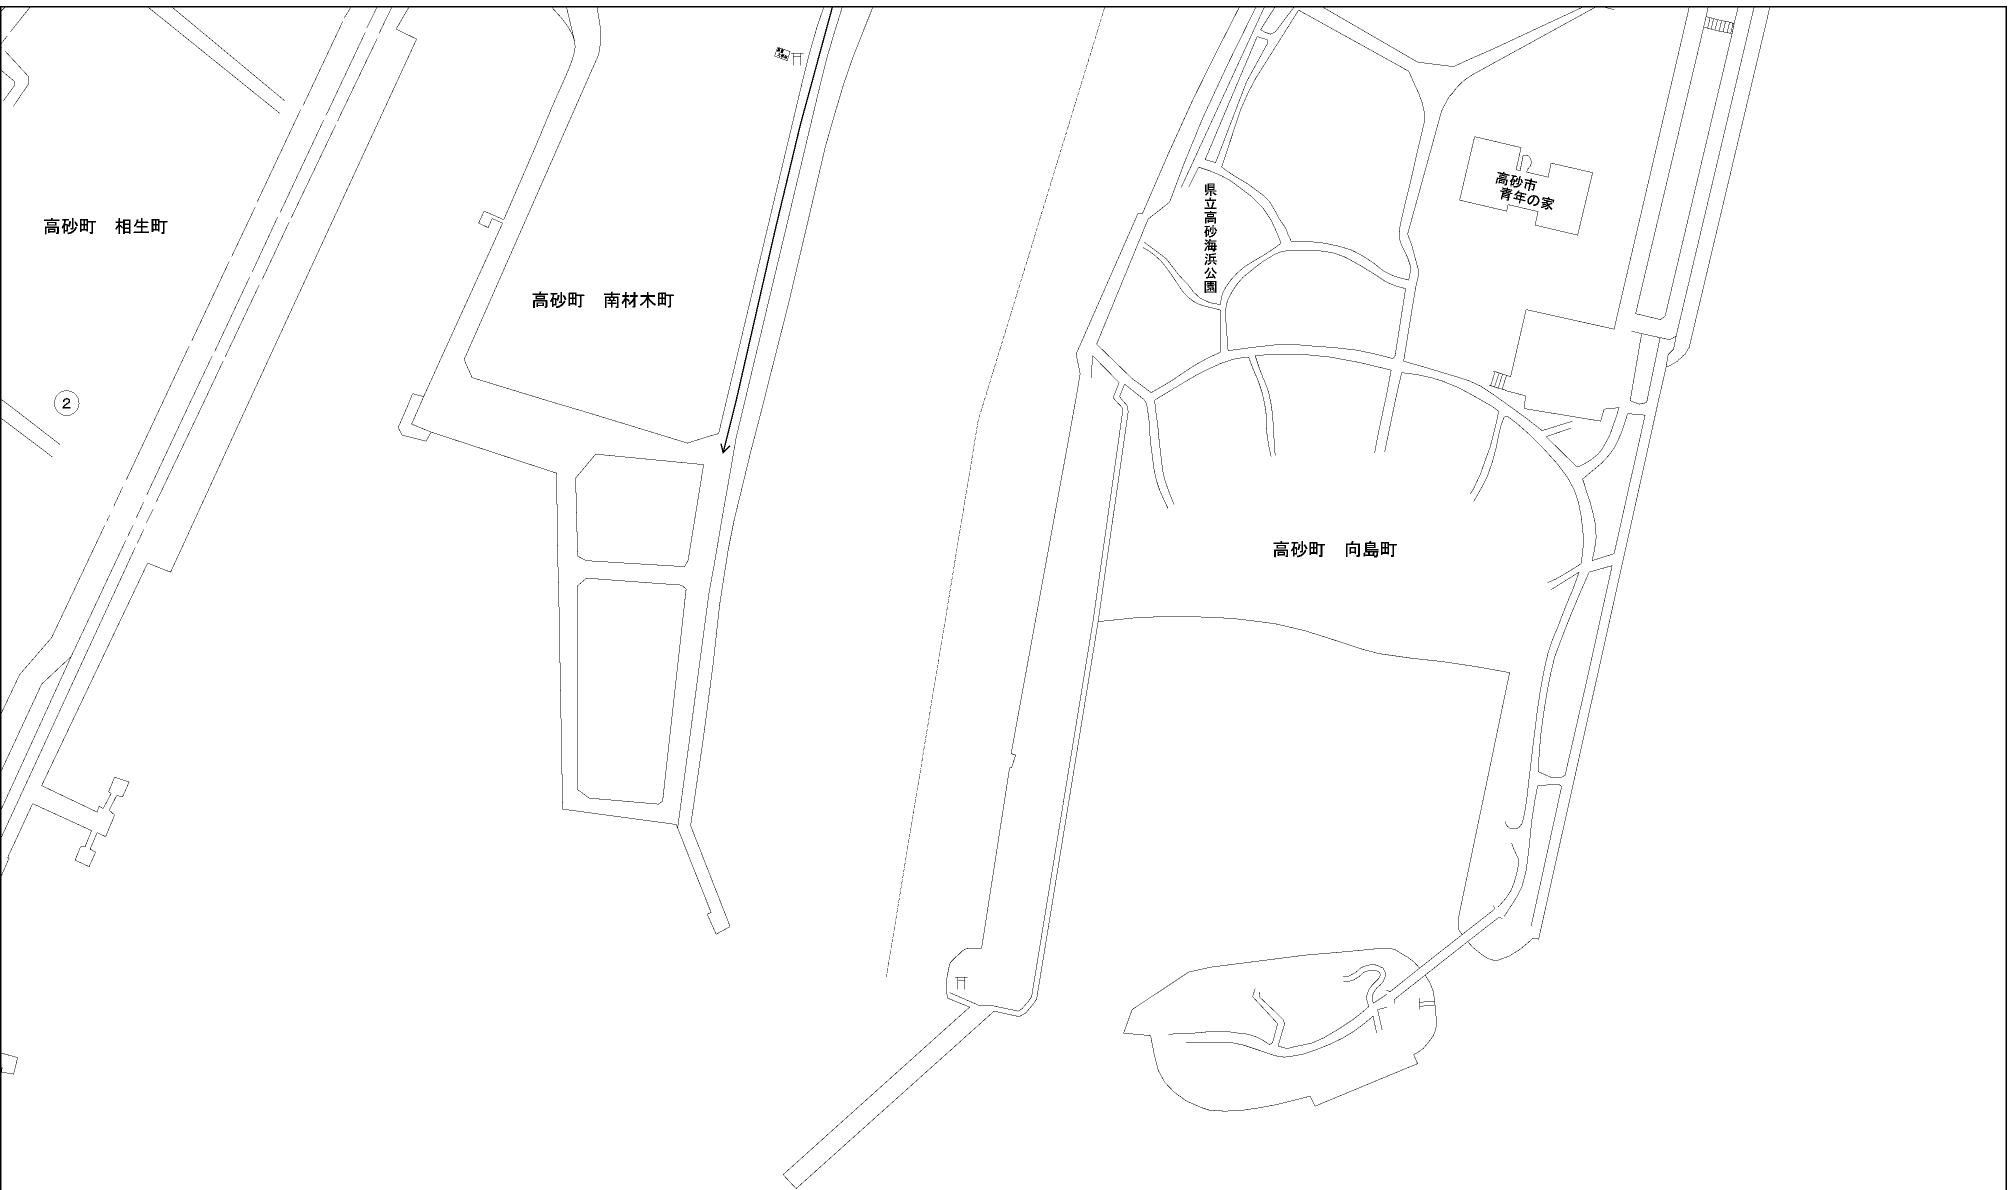 県立高砂海浜公園
高砂市
青年の家
高砂町　相生町
高砂町　南材木町
②
高砂町　向島町